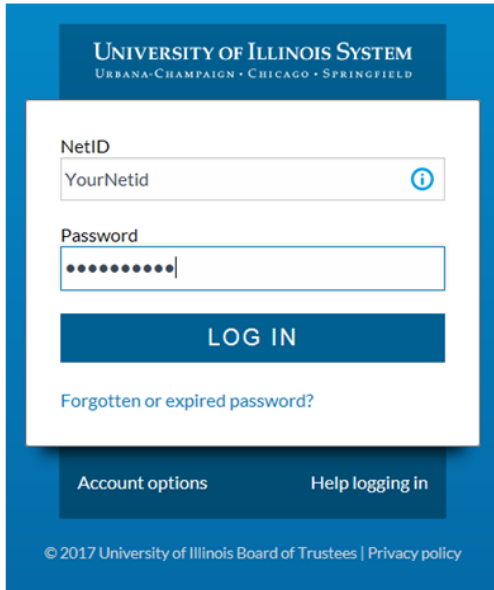 UNIVERSITY OF ILLINOIS SYSTEM
URBANA-CHAMPAIGN • CHICAGO • SPRINGFIELD
NetID
YourNetid
Password
••••••••••
LOG IN
Forgotten or expired password?
Account options Help logging in
© 2017 University of Illinois Board of Trustees | Privacy policy